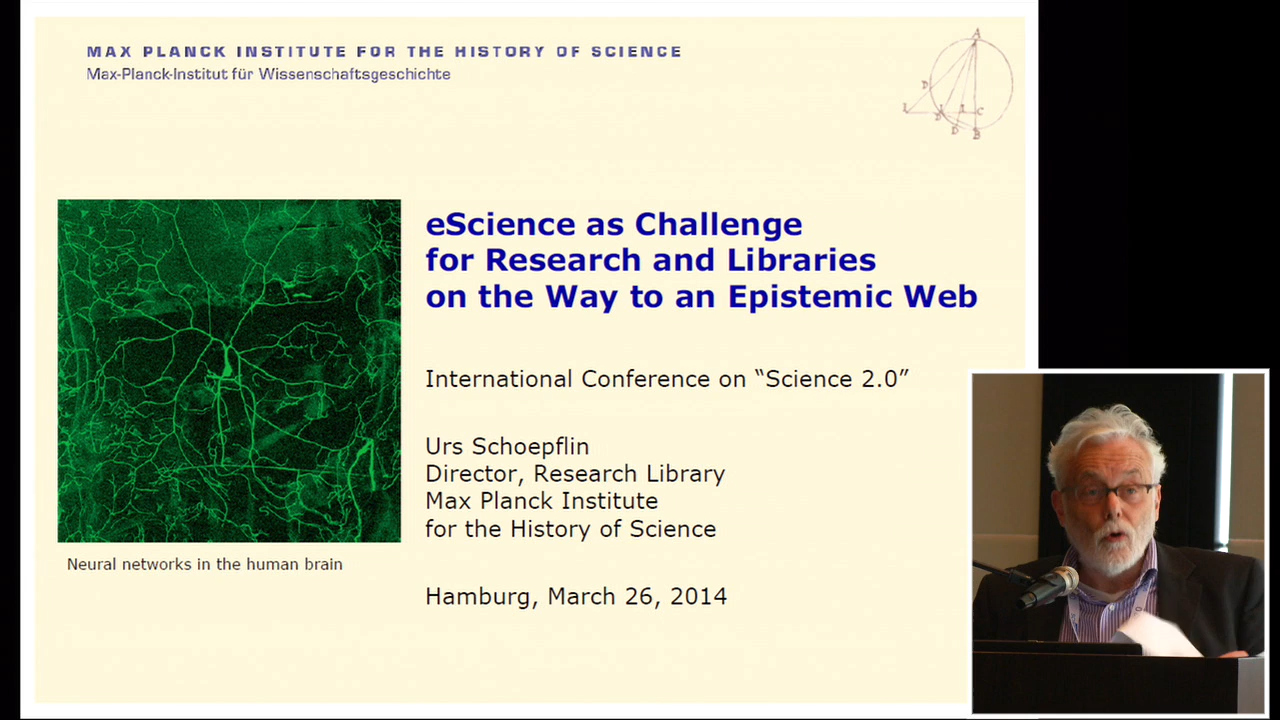 MAX PLANCK INSTITUTE FOR THE HISTORY OF SCIENCE
Max-Planck-Institut für Wissenschaftsgeschichte
A
D
C
B
eScience as Challenge
for Research and Libraries
on the Way to an Epistemic Web
International Conference on “Science 2.0”
Urs Schoepflin
Director, Research Library
Max Planck Institute
for the History of Science
Neural networks in the human brain
Hamburg, March 26, 2014